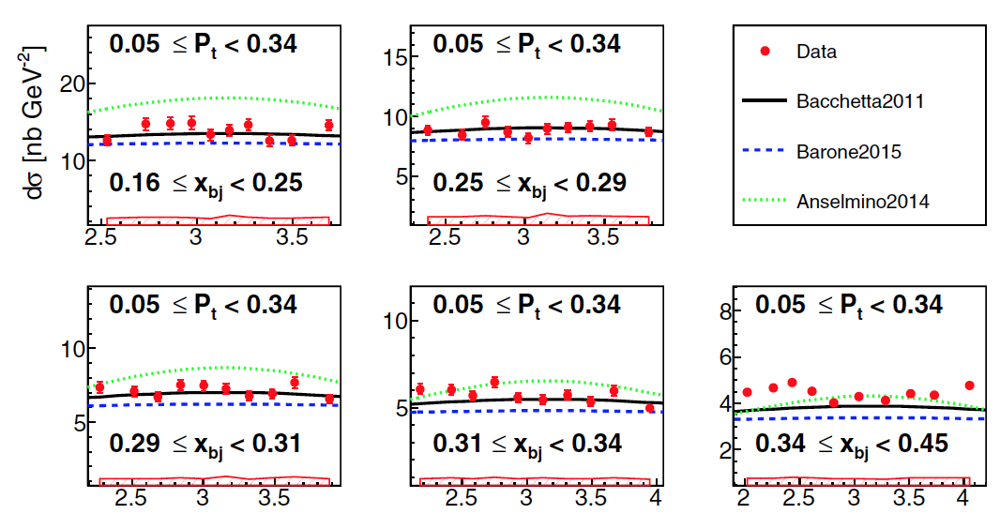 dσ [nb GeV⁻²]
0.05 ≤ Pt < 0.34
20
10
0.16 ≤ xbj < 0.25
2.5 3 3.5
0.05 ≤ Pt < 0.34
15
10
5
0.25 ≤ xbj < 0.29
2.5 3 3.5
Data
Bacchetta2011
Barone2015
Anselmino2014
0.05 ≤ Pt < 0.34
10
5
0.29 ≤ xbj < 0.31
2.5 3 3.5
0.05 ≤ Pt < 0.34
10
5
0.31 ≤ xbj < 0.34
2.5 3 3.5 4
0.05 ≤ Pt < 0.34
8
6
4
2
0.34 ≤ xbj < 0.45
2 2.5 3 3.5 4